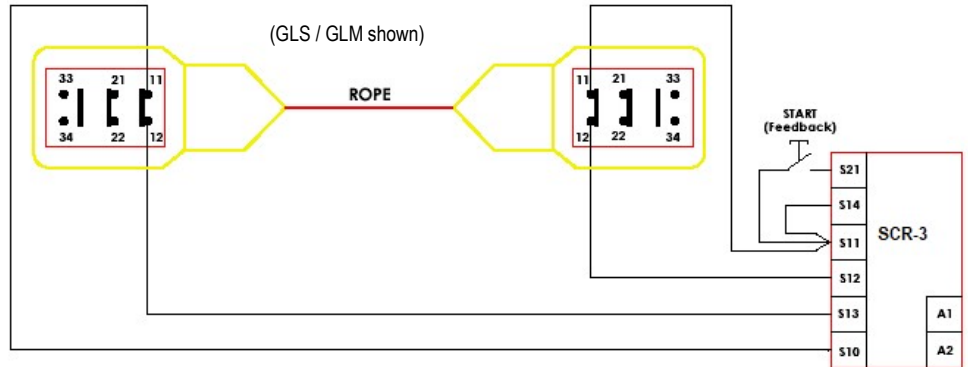 (GLS / GLM shown)
33 21 11
34 22 12
ROPE
11 21 33
12 22 34
START
(Feedback)
S21
S14
S11
SCR-3
S12
S13 A1
S10 A2